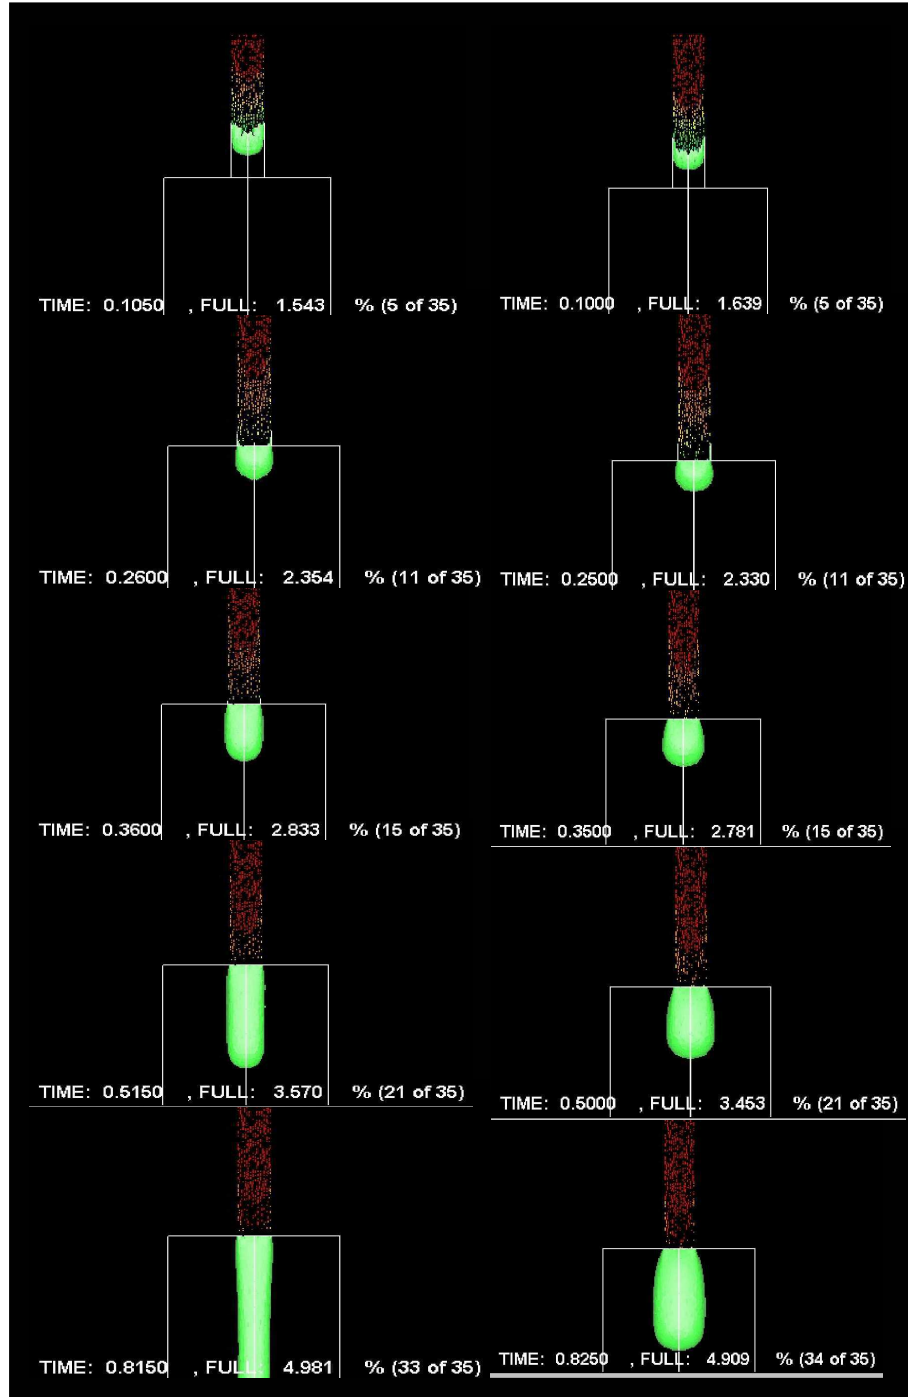 TIME: 0.1050 , FULL: 1.543 % (5 of 35)
TIME: 0.1000 , FULL: 1.639 % (5 of 35)
TIME: 0.2600 , FULL: 2.354 % (11 of 35)
TIME: 0.2500 , FULL: 2.330 % (11 of 35)
TIME: 0.3600 , FULL: 2.833 % (15 of 35)
TIME: 0.3500 , FULL: 2.781 % (15 of 35)
TIME: 0.5150 , FULL: 3.570 % (21 of 35)
TIME: 0.5000 , FULL: 3.453 % (21 of 35)
TIME: 0.8150 , FULL: 4.981 % (33 of 35)
TIME: 0.8250 , FULL: 4.909 % (34 of 35)